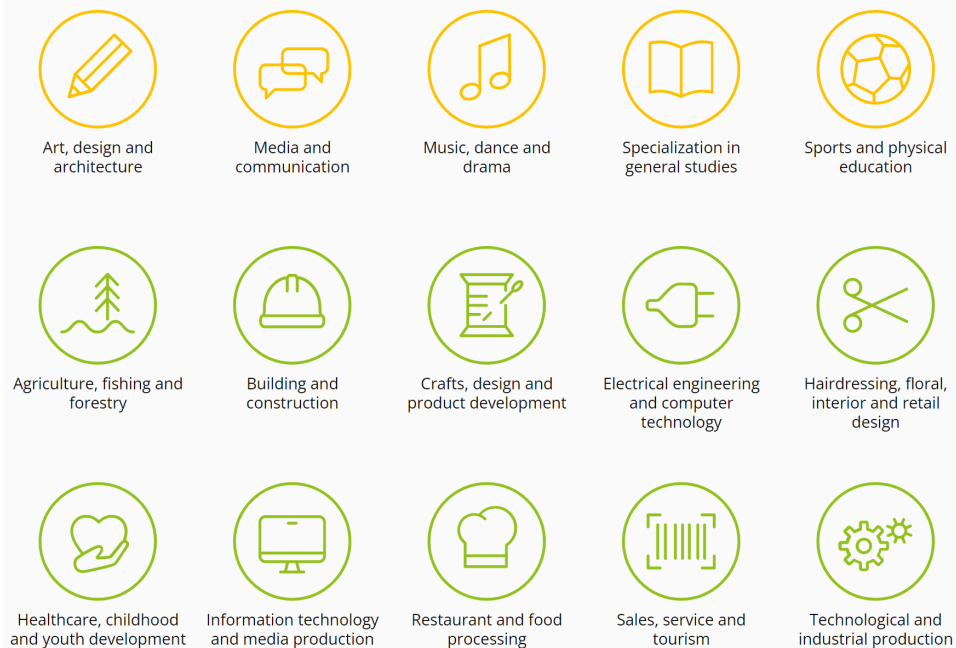 Art, design and
architecture
Media and
communication
Music, dance and
drama
Specialization in
general studies
Sports and physical
education
Agriculture, fishing and
forestry
Building and
construction
Crafts, design and
product development
Electrical engineering
and computer
technology
Hairdressing, floral,
interior and retail
design
Healthcare, childhood
and youth development
Information technology
and media production
Restaurant and food
processing
Sales, service and
tourism
Technological and
industrial production